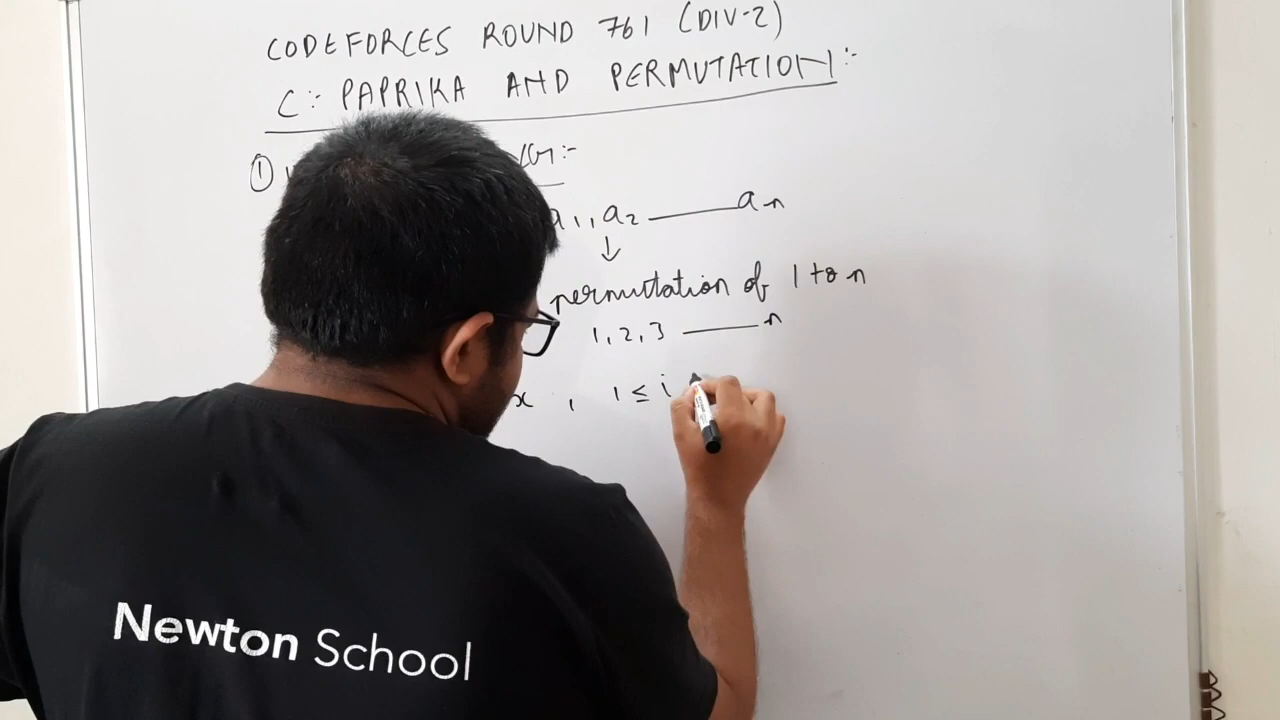 CODEFORCES ROUND 761 (DIV-2)
C:- PAPRIKA AND PERMUTATION:-
①
a1, a2 —— an
↓
permutation of 1 to n
1, 2, 3 —— n
x , 1 ≤ i
Newton School